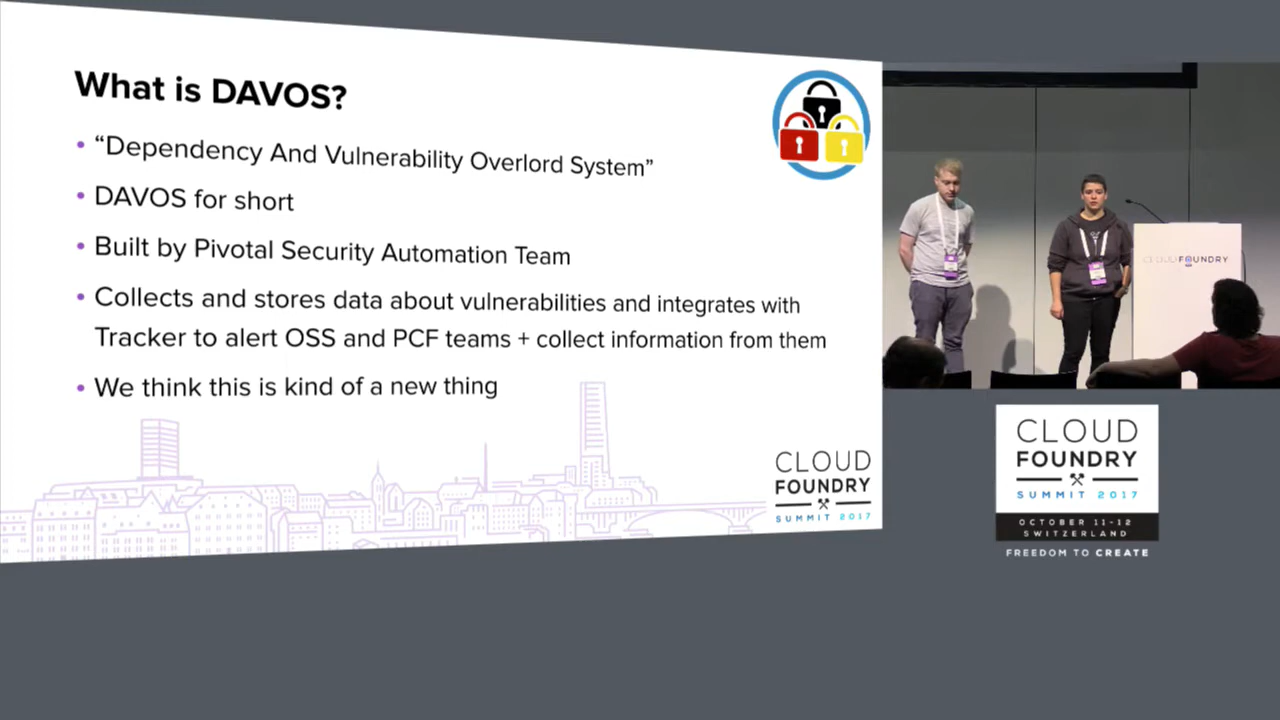 What is DAVOS?
• “Dependency And Vulnerability Overlord System”
• DAVOS for short
• Built by Pivotal Security Automation Team
• Collects and stores data about vulnerabilities and integrates with
Tracker to alert OSS and PCF teams + collect information from them
• We think this is kind of a new thing
CLOUD
FOUNDRY
SUMMIT 2017
CLOUD FOUNDRY
CLOUD
FOUNDRY
SUMMIT 2017
OCTOBER 11-12
SWITZERLAND
FREEDOM TO CREATE